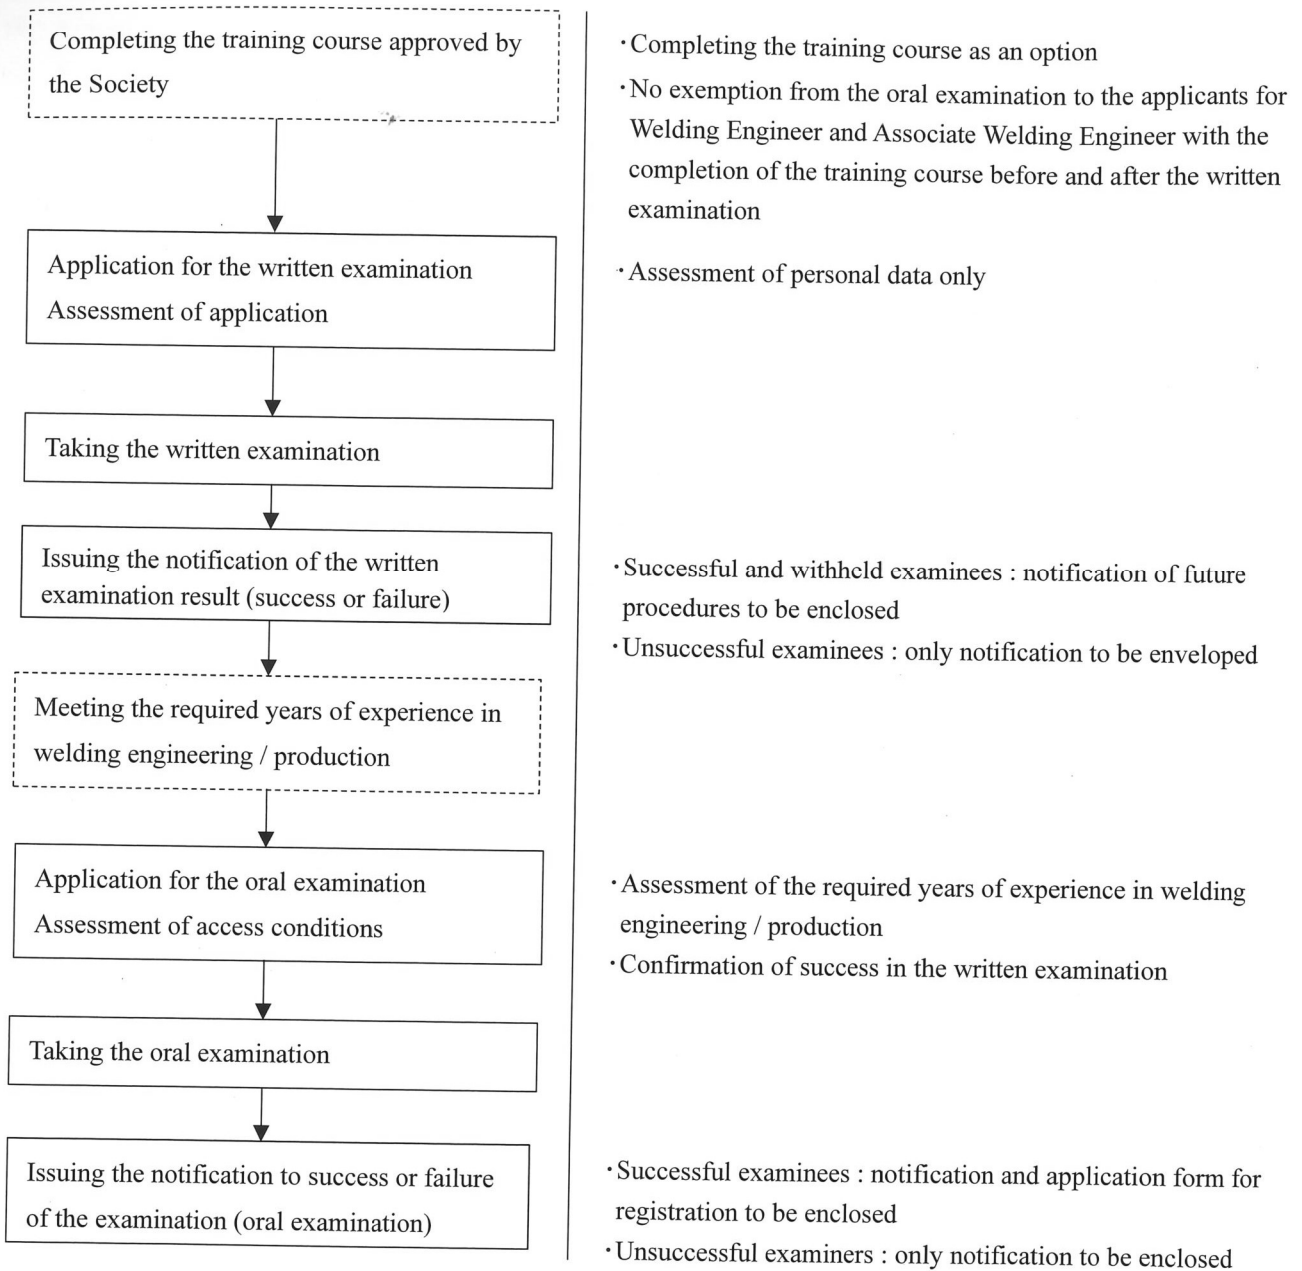 Completing the training course approved by
the Society
・Completing the training course as an option
・No exemption from the oral examination to the applicants for
Welding Engineer and Associate Welding Engineer with the
completion of the training course before and after the written
examination
Application for the written examination
Assessment of application
・Assessment of personal data only
Taking the written examination
Issuing the notification of the written
examination result (success or failure)
・Successful and withheld examinees : notification of future
procedures to be enclosed
・Unsuccessful examinees : only notification to be enveloped
Meeting the required years of experience in
welding engineering / production
Application for the oral examination
Assessment of access conditions
・Assessment of the required years of experience in welding
engineering / production
・Confirmation of success in the written examination
Taking the oral examination
Issuing the notification to success or failure
of the examination (oral examination)
・Successful examinees : notification and application form for
registration to be enclosed
・Unsuccessful examiners : only notification to be enclosed